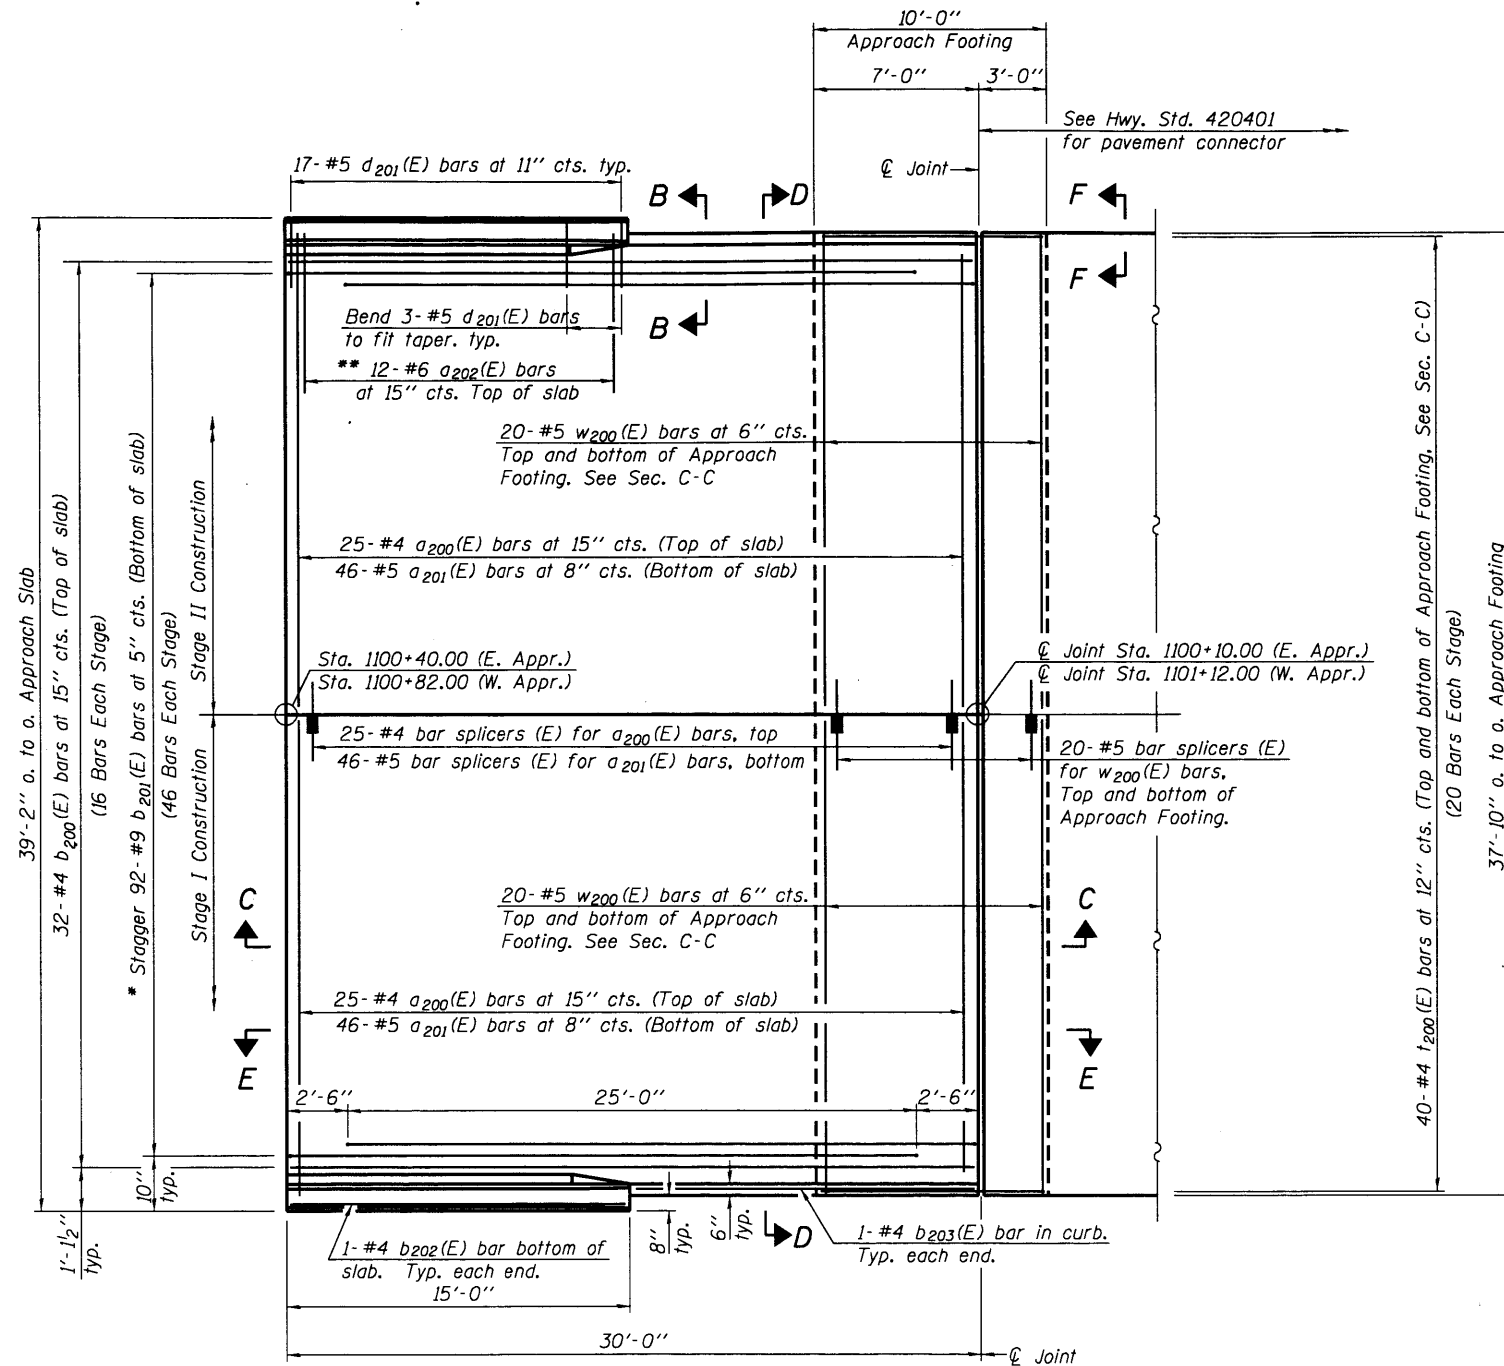 10'-0"
Approach Footing
7'-0"
3'-0"
See Hwy. Std. 420401
for pavement connector
17- #5 d201(E) bars at 11" cts. typ.
℄ Joint
B
D
F
F
Bend 3- #5 d201(E) bars
to fit taper. typ.
B
** 12- #6 a202(E) bars
at 15" cts. Top of slab
20- #5 w200(E) bars at 6" cts.
Top and bottom of Approach
Footing. See Sec. C-C
25- #4 a200(E) bars at 15" cts. (Top of slab)
46- #5 a201(E) bars at 8" cts. (Bottom of slab)
39'-2" o. to o. Approach Slab
32- #4 b200(E) bars at 15" cts. (Top of slab)
(16 Bars Each Stage)
* Stagger 92- #9 b201(E) bars at 5" cts. (Bottom of slab)
(46 Bars Each Stage)
Stage II Construction
Stage I Construction
Sta. 1100+40.00 (E. Appr.)
Sta. 1100+82.00 (W. Appr.)
℄ Joint Sta. 1100+10.00 (E. Appr.)
℄ Joint Sta. 1101+12.00 (W. Appr.)
25- #4 bar splicers (E) for a200(E) bars, top
46- #5 bar splicers (E) for a201(E) bars, bottom
20- #5 bar splicers (E)
for w200(E) bars,
Top and bottom of
Approach Footing.
40- #4 t200(E) bars at 12" cts. (Top and bottom of Approach Footing, See Sec. C-C)
(20 Bars Each Stage)
37'-10" o. to o. Approach Footing
20- #5 w200(E) bars at 6" cts.
Top and bottom of Approach
Footing. See Sec. C-C
C
C
25- #4 a200(E) bars at 15" cts. (Top of slab)
46- #5 a201(E) bars at 8" cts. (Bottom of slab)
E
E
2'-6"
25'-0"
2'-6"
10"
typ.
1'-1½"
typ.
8"
typ.
6"
typ.
D
1- #4 b203(E) bar in curb.
Typ. each end.
1- #4 b202(E) bar bottom of
slab. Typ. each end.
15'-0"
30'-0"
℄ Joint